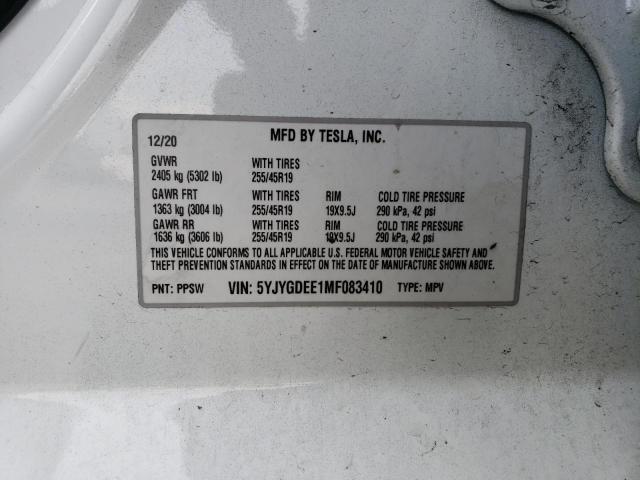 12/20 MFD BY TESLA, INC.
GVWR WITH TIRES
2405 kg (5302 lb) 255/45R19
GAWR FRT WITH TIRES RIM COLD TIRE PRESSURE
1363 kg (3004 lb) 255/45R19 19X9.5J 290 kPa, 42 psi
GAWR RR WITH TIRES RIM COLD TIRE PRESSURE
1636 kg (3606 lb) 255/45R19 19X9.5J 290 kPa, 42 psi
THIS VEHICLE CONFORMS TO ALL APPLICABLE U.S. FEDERAL MOTOR VEHICLE SAFETY AND
THEFT PREVENTION STANDARDS IN EFFECT ON THE DATE OF MANUFACTURE SHOWN ABOVE.
PNT: PPSW VIN: 5YJYGDEE1MF083410 TYPE: MPV